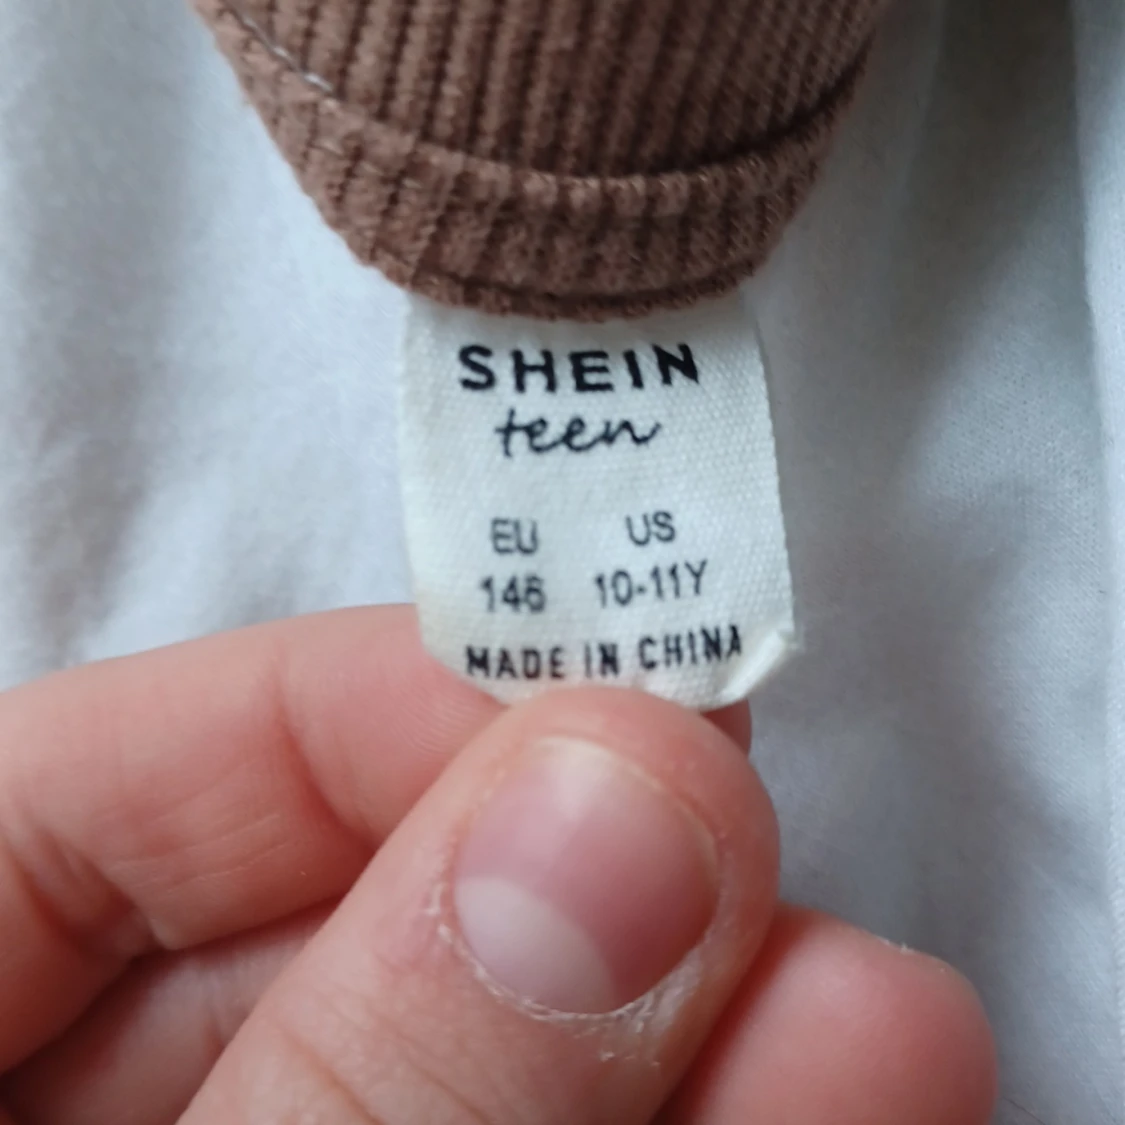 SHEIN
teen
EU US
146 10-11Y
MADE IN CHINA